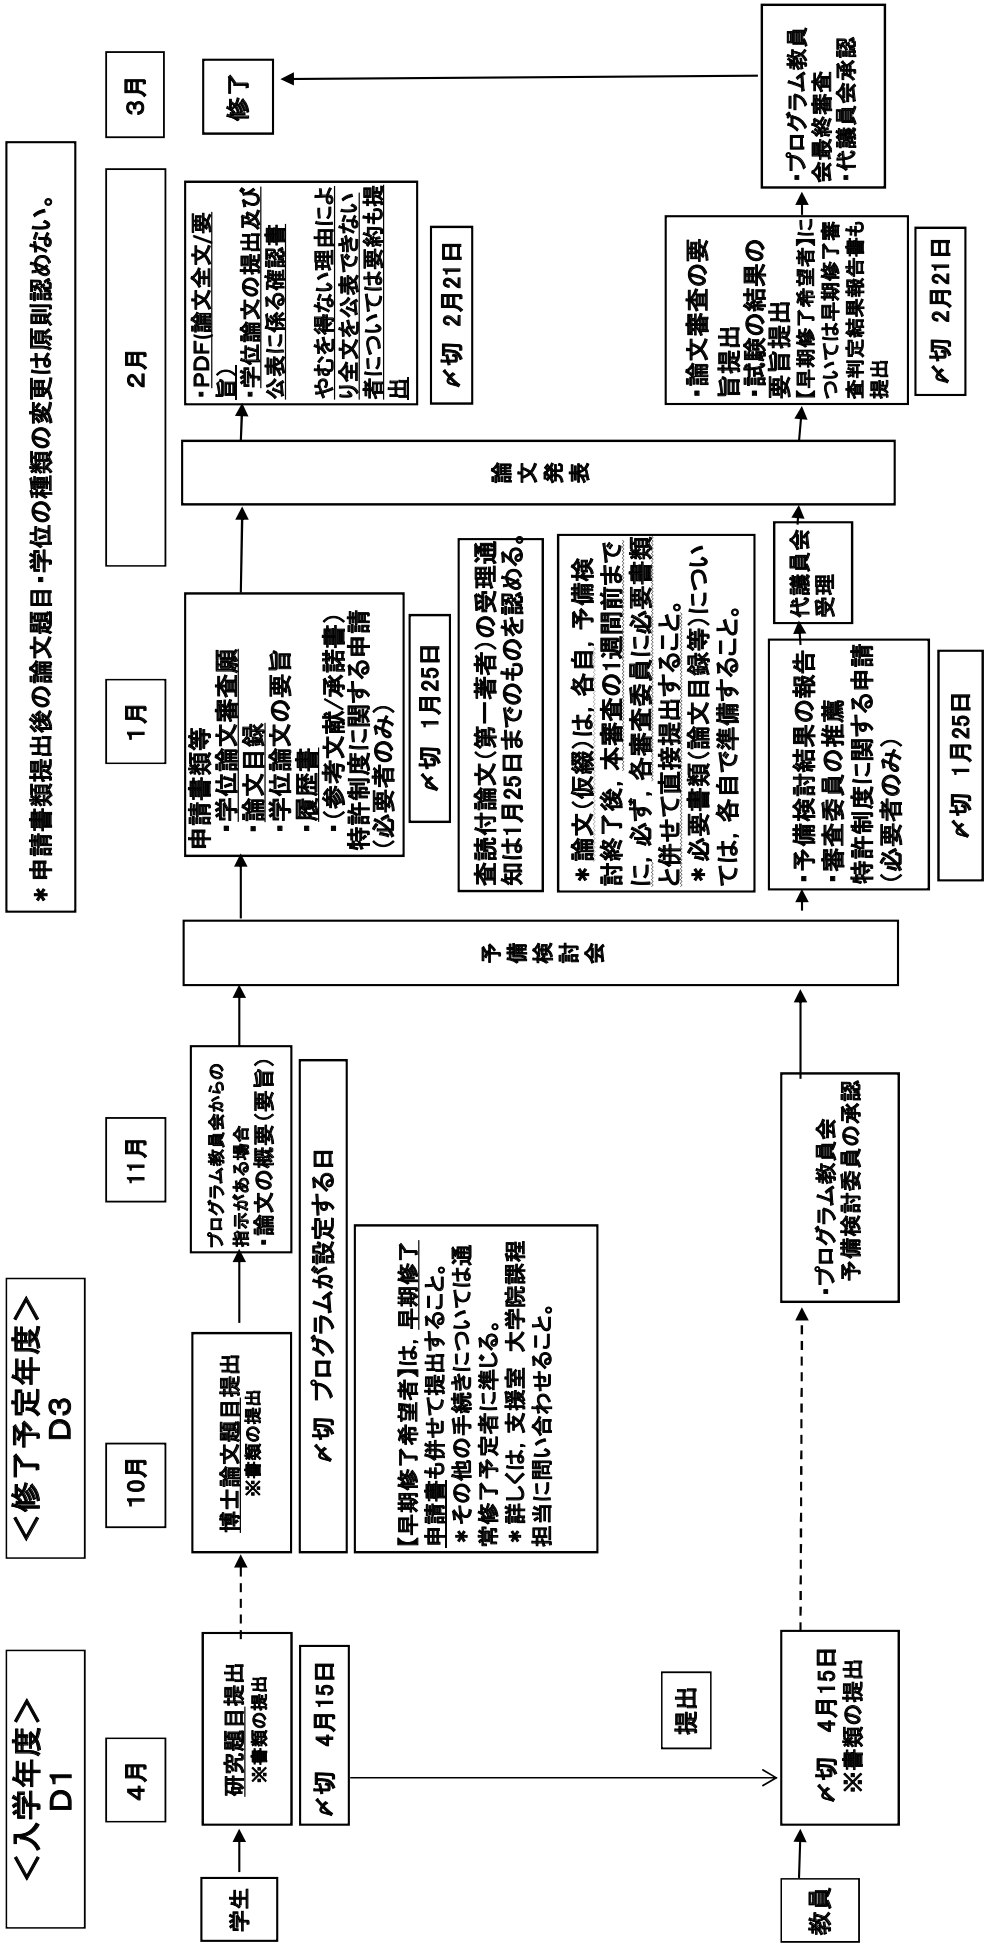 ＊申請書類提出後の論文題目・学位の種類の変更は原則認めない。
＜入学年度＞
D1
＜修了予定年度＞
D3
4月
10月
11月
1月
2月
3月
学生
研究題目提出
※書類の提出
〆切 4月15日
博士論文題目提出
※書類の提出
プログラム教員会からの
指示がある場合
・論文の概要（要旨）
〆切 プログラムが設定する日
【早期修了希望者】は，早期修了
申請書も併せて提出すること。
＊その他の手続きについては通
常修了予定者に準じる。
＊詳しくは，支援室 大学院課程
担当に問い合わせること。
予備検討会
申請書類等
・学位論文審査願
・論文目録
・学位論文の要旨
・履歴書
・（参考文献/承諾書）
特許制度に関する申請
（必要者のみ）
〆切 1月25日
査読付論文（第一著者）の受理通
知は1月25日までのものを認める。
＊論文（仮綴）は，各自，予備検
討終了後，本審査の1週間前まで
に，必ず，各審査委員に必要書類
と併せて直接提出すること。
＊必要書類（論文目録等）につい
ては，各自で準備すること。
論文発表
・PDF(論文全文/要
旨）
・学位論文の提出及び
公表に係る確認書
やむを得ない理由によ
り全文を公表できない
者については要約も提
出
〆切 2月21日
修了
教員
提出
〆切 4月15日
※書類の提出
・プログラム教員会
予備検討委員の承認
・予備検討結果の報告
・審査委員の推薦
特許制度に関する申請
（必要者のみ）
〆切 1月25日
代議員会
受理
・論文審査の要
旨提出
・試験の結果の
要旨提出
【早期修了希望者】に
ついては早期修了審
査判定結果報告書も
提出
〆切 2月21日
・プログラム教員
会最終審査
・代議員会承認